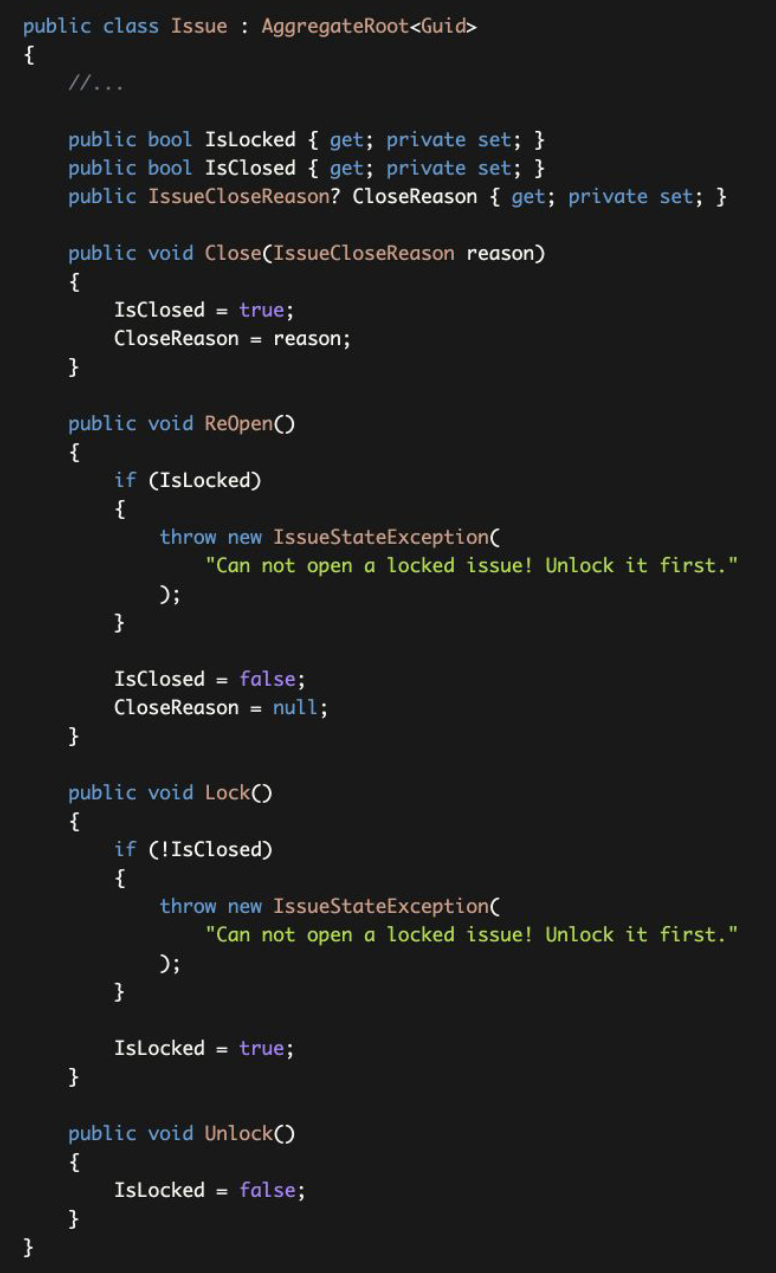 public class Issue : AggregateRoot<Guid>
{
    //...

    public bool IsLocked { get; private set; }
    public bool IsClosed { get; private set; }
    public IssueCloseReason? CloseReason { get; private set; }

    public void Close(IssueCloseReason reason)
    {
        IsClosed = true;
        CloseReason = reason;
    }

    public void ReOpen()
    {
        if (IsLocked)
        {
            throw new IssueStateException(
                "Can not open a locked issue! Unlock it first."
            );
        }

        IsClosed = false;
        CloseReason = null;
    }

    public void Lock()
    {
        if (!IsClosed)
        {
            throw new IssueStateException(
                "Can not open a locked issue! Unlock it first."
            );
        }

        IsLocked = true;
    }

    public void Unlock()
    {
        IsLocked = false;
    }
}